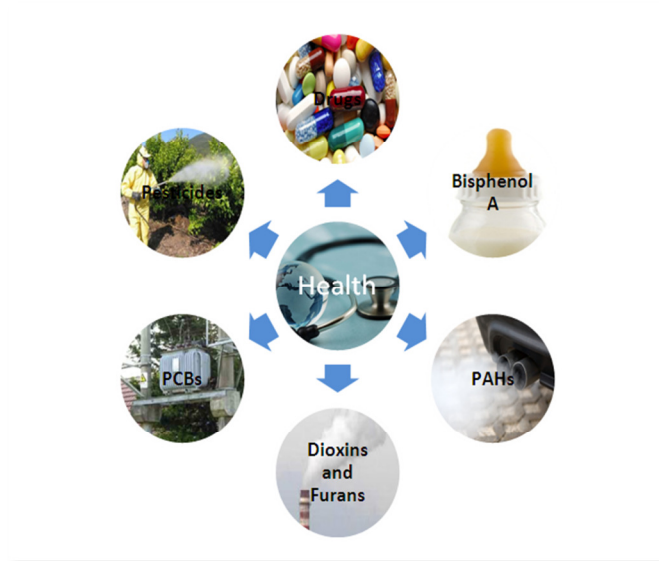 Drugs
Pesticides
Bisphenol
A
Health
PCBs
PAHs
Dioxins
and
Furans